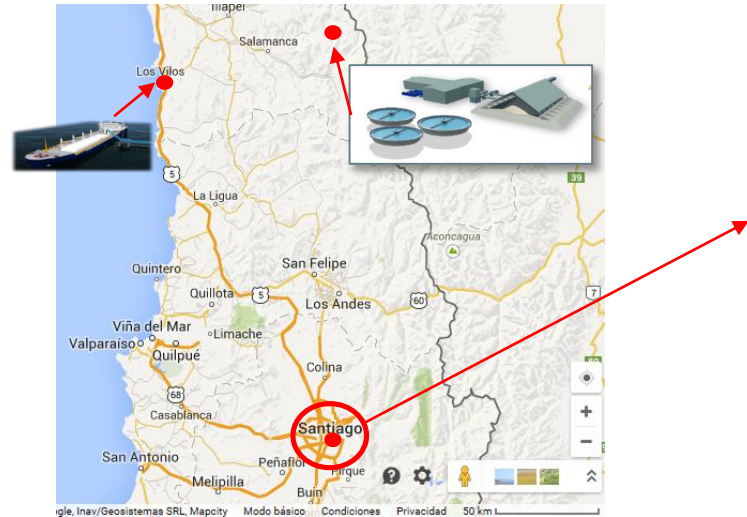 Illapel
Salamanca
Los Vilos
5
39
La Ligua
Aconcagua
Quintero
San Felipe
Quillota
5
Los Andes
60
7
Viña del Mar
Limache
Valparaíso
Quilpué
Colina
68
Casablanca
Santiago
San Antonio
Peñaflor
Pirque
Melipilla
Buin
gle, Inav/Geosistemas SRL, Mapcity Modo básico Condiciones Privacidad 50 km